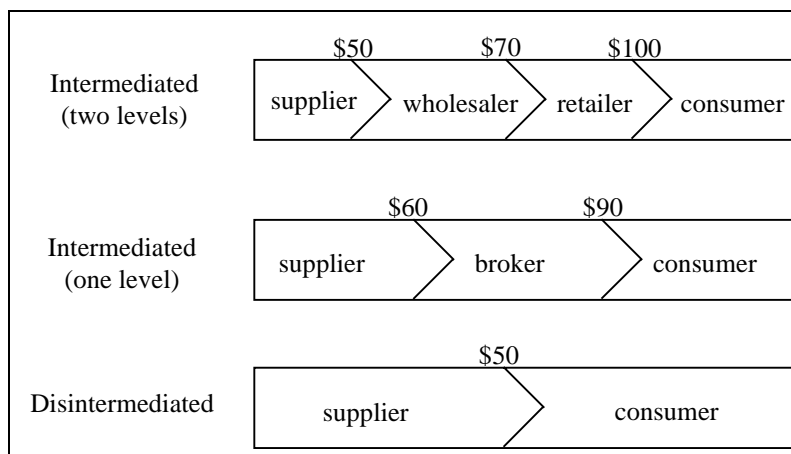 $50 $70 $100
Intermediated
(two levels)
supplier wholesaler retailer consumer
$60 $90
Intermediated
(one level)
supplier broker consumer
$50
Disintermediated
supplier consumer